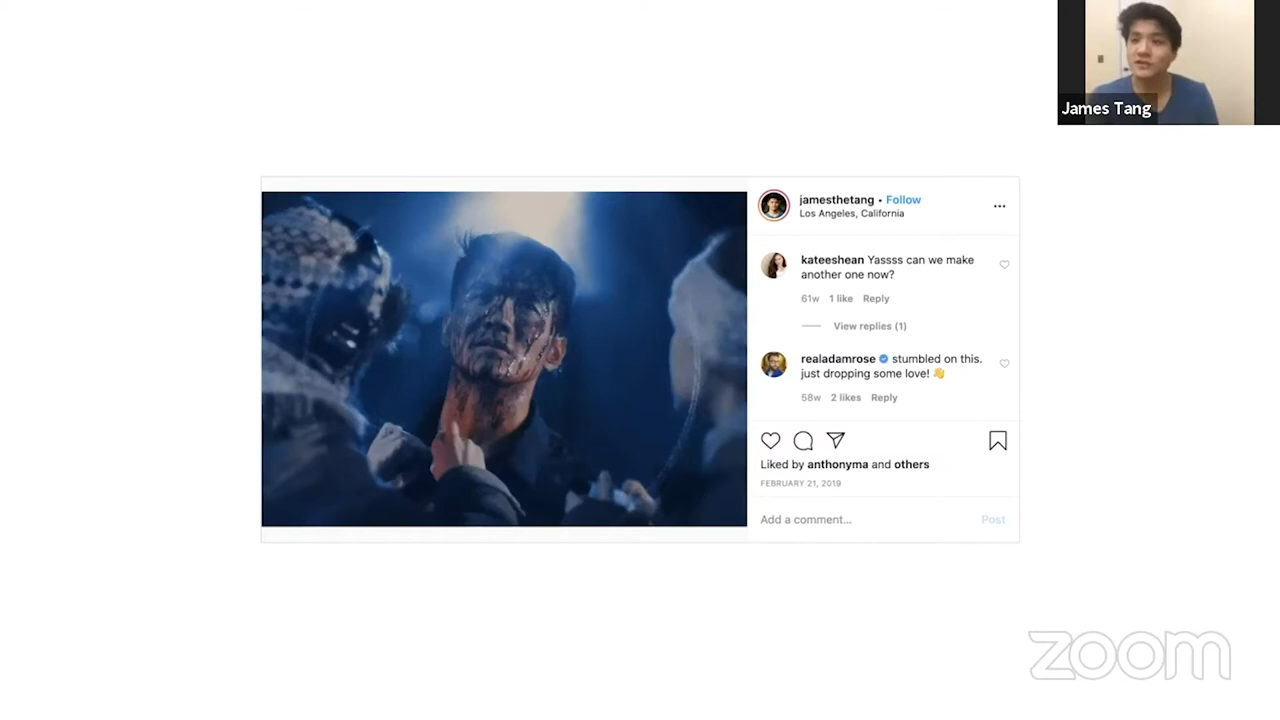 James Tang
jamesthetang • Follow
Los Angeles, California
kateeshean Yassss can we make
another one now?
61w 1 like Reply
View replies (1)
realadamrose stumbled on this.
just dropping some love! 👋
58w 2 likes Reply
Liked by anthonyma and others
FEBRUARY 21, 2019
Add a comment... Post
zoom